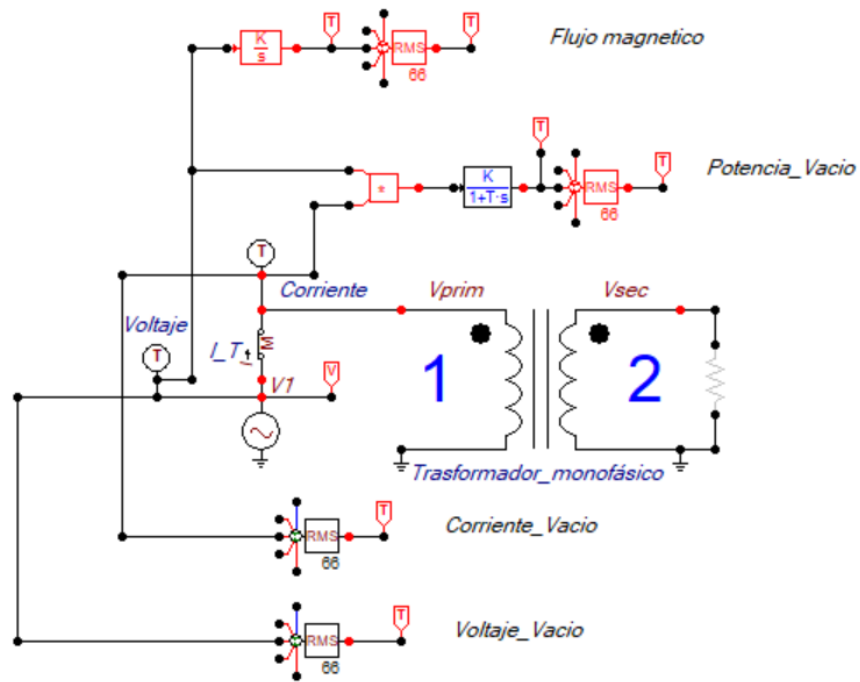 T
T
K
s
RMS
66
Flujo magnetico
T
T
*
K
1+T·s
RMS
66
Potencia_Vacio
T
Corriente
Vprim
Vsec
Voltaje
T
I_T
I
M
V
V1
1
2
Trasformador_monofásico
T
RMS
66
Corriente_Vacio
T
RMS
66
Voltaje_Vacio